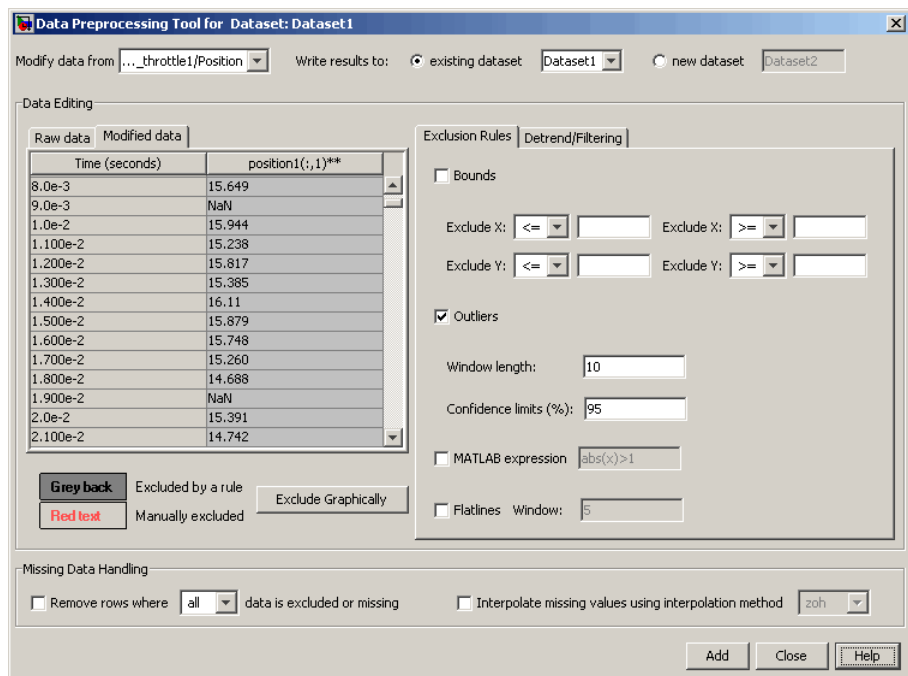 Data Preprocessing Tool for Dataset: Dataset1
Modify data from ..._throttle1/Position Write results to: existing dataset Dataset1 new dataset Dataset2
Data Editing
Raw data Modified data
Time (seconds) position1(:,1)**
8.0e-3 15.649
9.0e-3 NaN
1.0e-2 15.944
1.100e-2 15.238
1.200e-2 15.817
1.300e-2 15.385
1.400e-2 16.11
1.500e-2 15.879
1.600e-2 15.748
1.700e-2 15.260
1.800e-2 14.688
1.900e-2 NaN
2.0e-2 15.391
2.100e-2 14.742
Grey back Excluded by a rule
Red text Manually excluded
Exclude Graphically
Exclusion Rules Detrend/Filtering
Bounds
Exclude X: <= Exclude X: >=
Exclude Y: <= Exclude Y: >=
Outliers
Window length: 10
Confidence limits (%): 95
MATLAB expression abs(x)>1
Flatlines Window: 5
Missing Data Handling
Remove rows where all data is excluded or missing Interpolate missing values using interpolation method zoh
Add Close Help